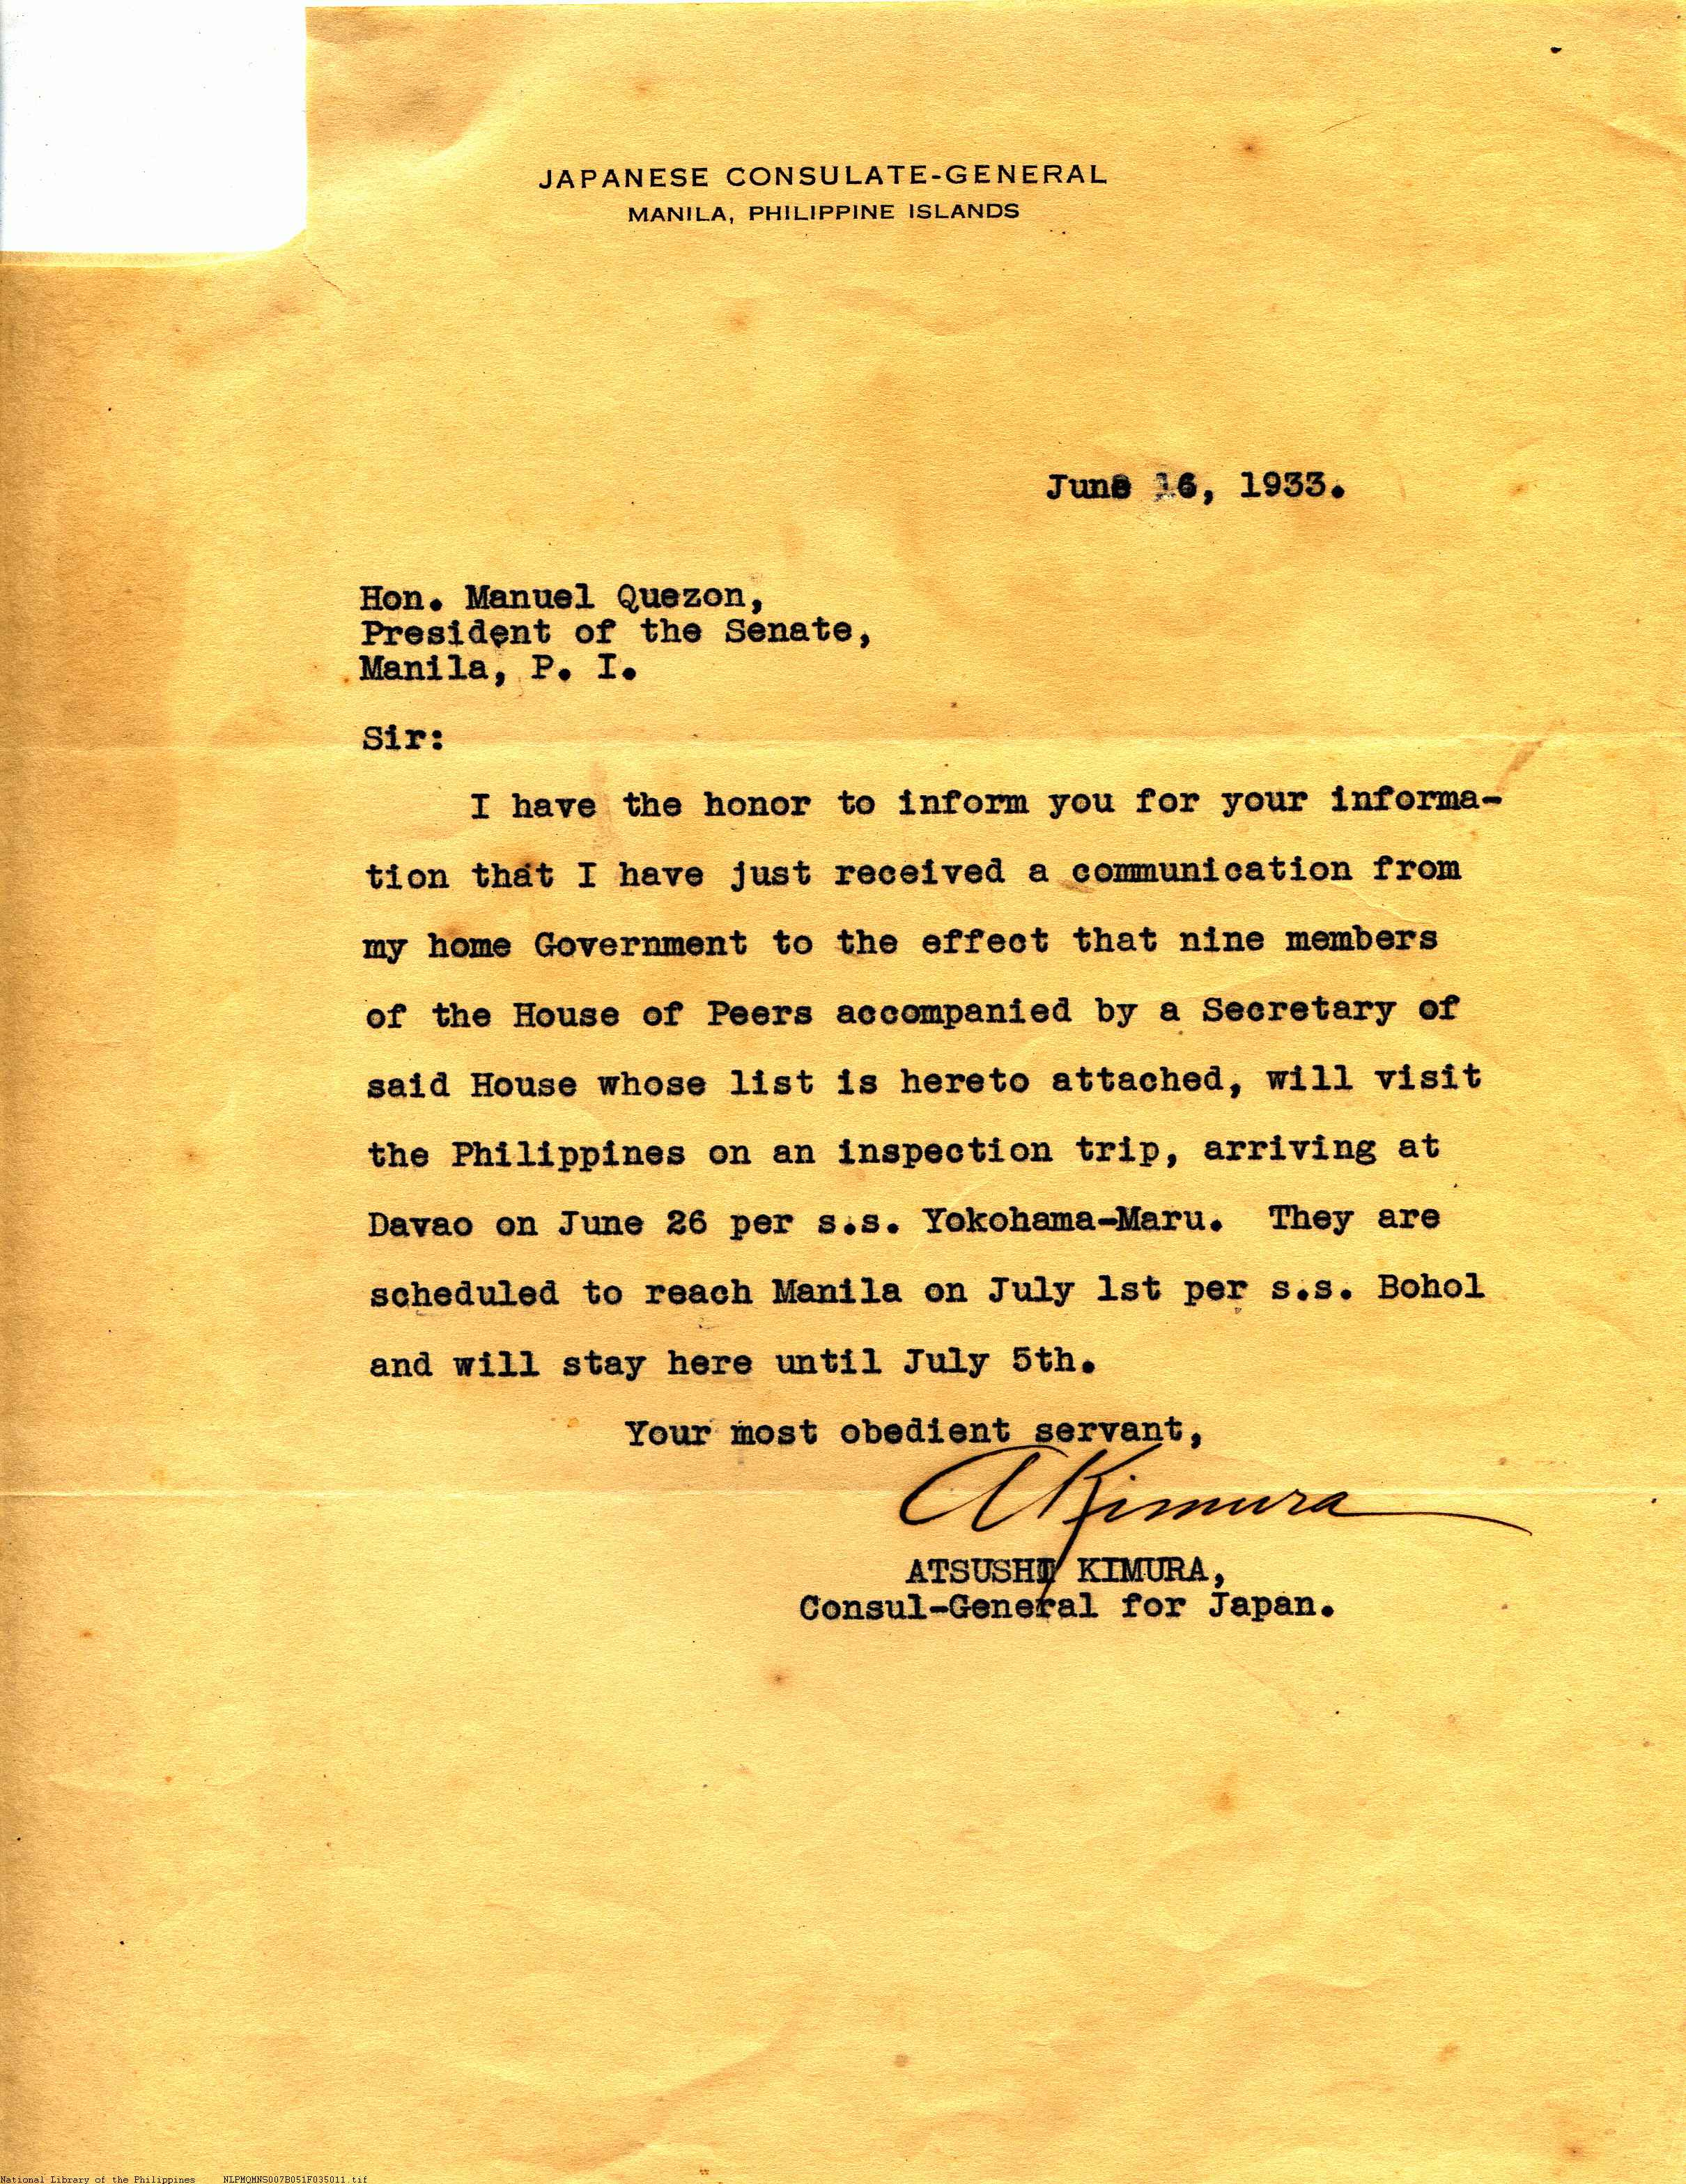 JAPANESE CONSULATE-GENERAL
MANILA, PHILIPPINE ISLANDS
June 16, 1933.
Hon. Manuel Quezon,
President of the Senate,
Manila, P. I.
Sir:
I have the honor to inform you for your informa-
tion that I have just received a communication from
my home Government to the effect that nine members
of the House of Peers accompanied by a Secretary of
said House whose list is hereto attached, will visit
the Philippines on an inspection trip, arriving at
Davao on June 26 per s.s. Yokohama-Maru. They are
scheduled to reach Manila on July 1st per s.s. Bohol
and will stay here until July 5th.
Your most obedient servant,
A Kimura
ATSUSHI KIMURA,
Consul-General for Japan.
National Library of the Philippines NLPMQMNS007B051F035011.tif